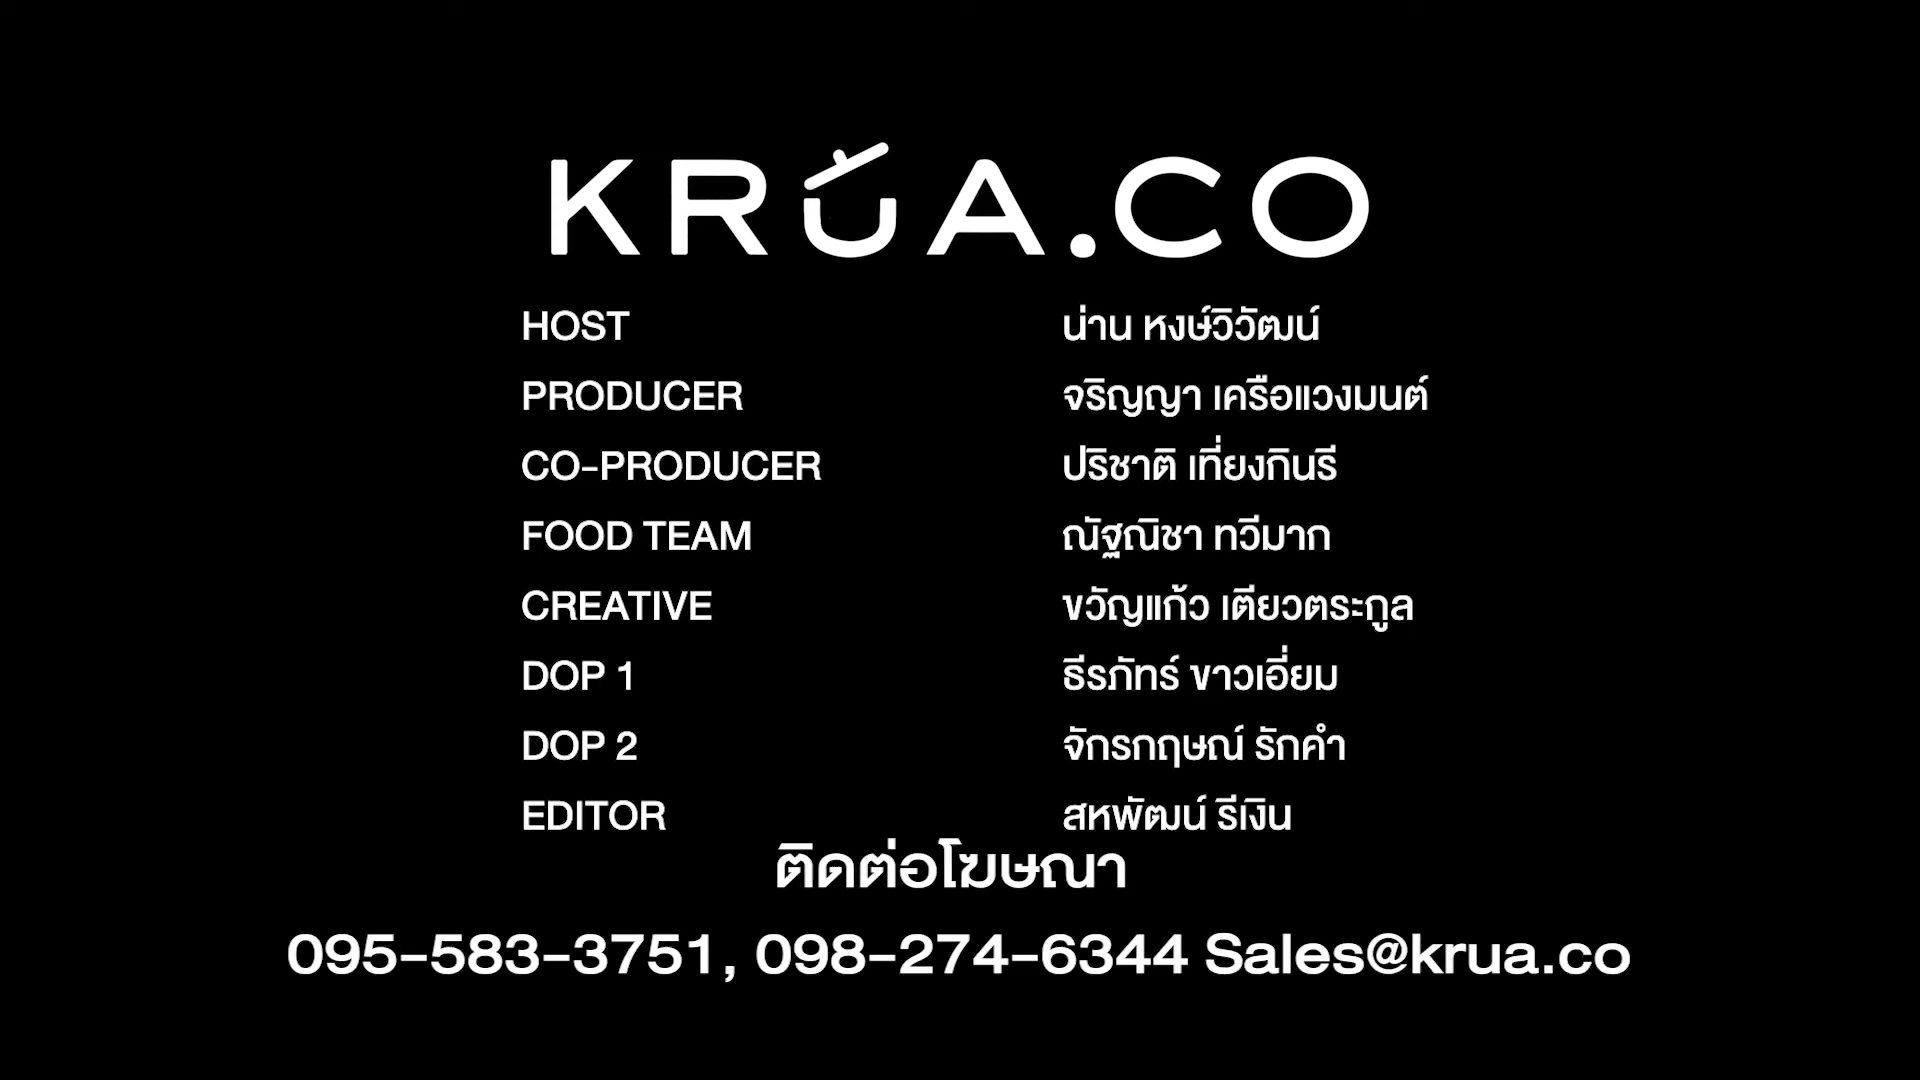 KRUA.CO
HOST น่าน หงษ์วิวัฒน์
PRODUCER จริญญา เครือแวงมนต์
CO-PRODUCER ปริชาติ เที่ยงกินรี
FOOD TEAM ณัฐณิชา ทวีมาก
CREATIVE ขวัญแก้ว เตียวตระกูล
DOP 1 ธีรภัทร์ ขาวเอี่ยม
DOP 2 จักรกฤษณ์ รักคำ
EDITOR สหพัฒน์ รีเงิน
ติดต่อโฆษณา
095-583-3751, 098-274-6344 Sales@krua.co